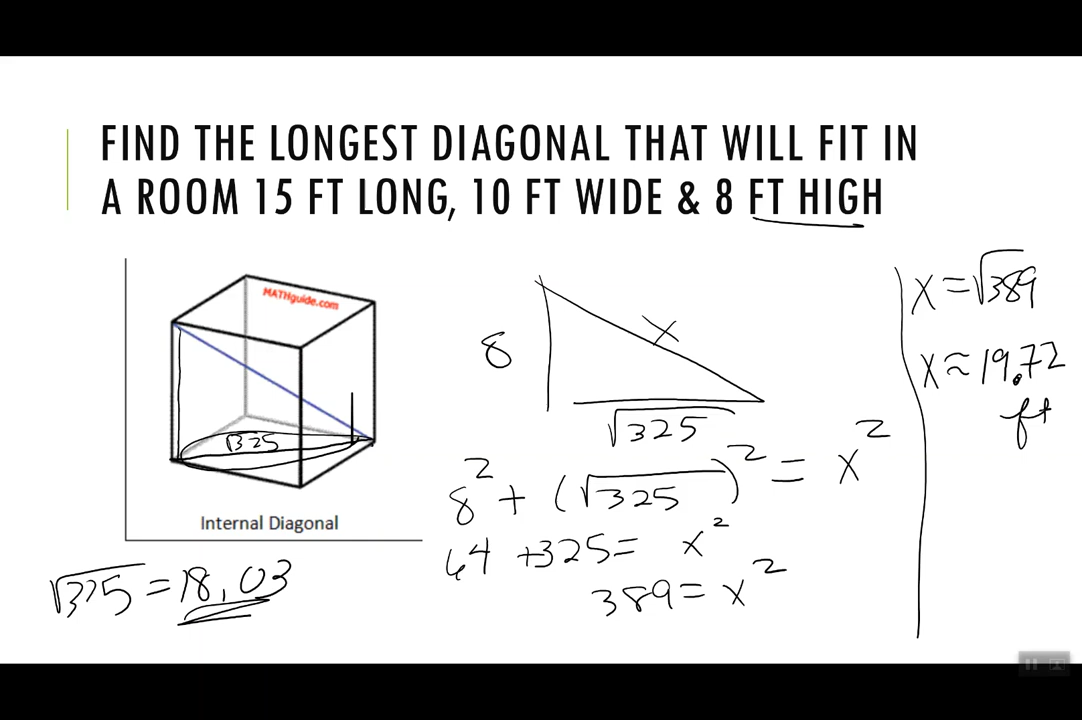 FIND THE LONGEST DIAGONAL THAT WILL FIT IN
A ROOM 15 FT LONG, 10 FT WIDE & 8 FT HIGH
MATHguide.com
√325
Internal Diagonal
√325 = 18.03
8
x
√325
8² + (√325)² = x²
64 + 325 = x²
389 = x²
x = √389
x ≈ 19.72
ft